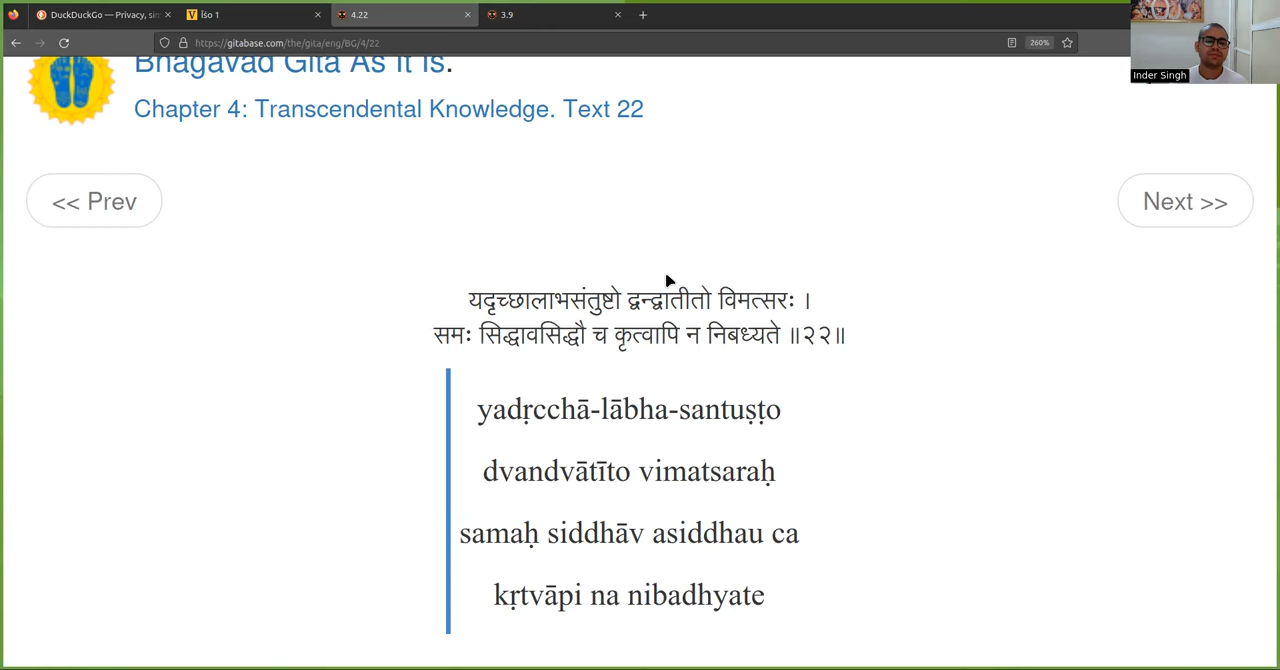 DuckDuckGo — Privacy, sim
Īśo 1
4.22
3.9
https://gitabase.com/the/gita/eng/BG/4/22
260%
Inder Singh
Bhagavad Gita As It Is.
Chapter 4: Transcendental Knowledge. Text 22
<< Prev
Next >>
यदृच्छालाभसंतुष्टो द्वन्द्वातीतो विमत्सरः ।
समः सिद्धावसिद्धौ च कृत्वापि न निबध्यते ॥२२॥
yadṛcchā-lābha-santuṣṭo
dvandvātīto vimatsaraḥ
samaḥ siddhāv asiddhau ca
kṛtvāpi na nibadhyate